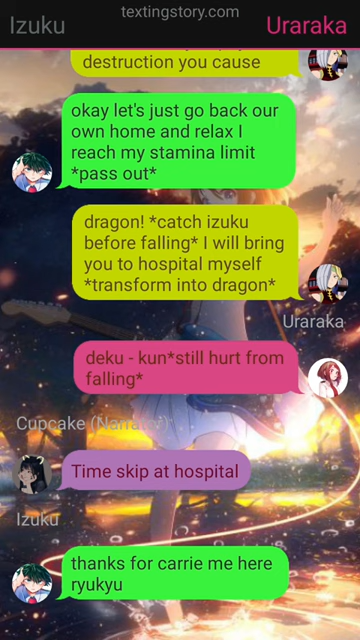 textingstory.com
Izuku
Uraraka
destruction you cause
okay let's just go back our
own home and relax I
reach my stamina limit
*pass out*
dragon! *catch izuku
before falling* I will bring
you to hospital myself
*transform into dragon*
Uraraka
deku - kun*still hurt from
falling*
Cupcake (Narrator)
Time skip at hospital
Izuku
thanks for carrie me here
ryukyu